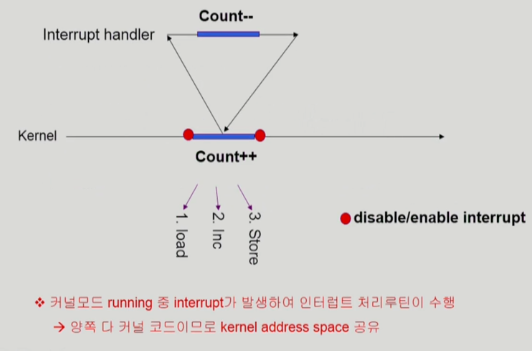 Count--
Interrupt handler
Kernel
Count++
1. load
2. Inc
3. Store
disable/enable interrupt
❖ 커널모드 running 중 interrupt가 발생하여 인터럽트 처리루틴이 수행
→ 양쪽 다 커널 코드이므로 kernel address space 공유